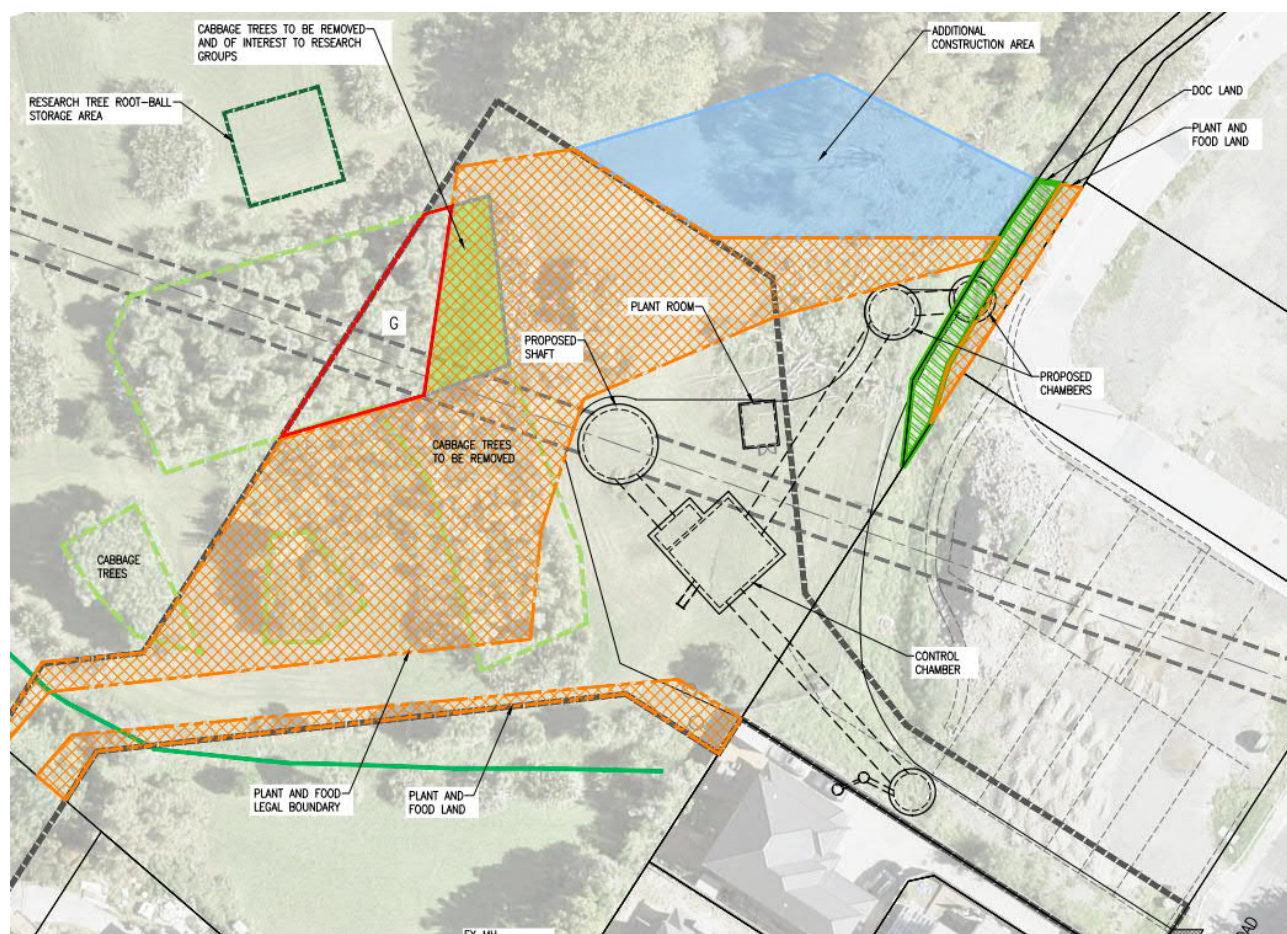 CABBAGE TREES TO BE REMOVED
AND OF INTEREST TO RESEARCH
GROUPS
ADDITIONAL
CONSTRUCTION AREA
RESEARCH TREE ROOT-BALL
STORAGE AREA
DOC LAND
PLANT AND
FOOD LAND
G
PLANT ROOM
PROPOSED
SHAFT
PROPOSED
CHAMBERS
CABBAGE TREES
TO BE REMOVED
CABBAGE
TREES
CONTROL
CHAMBER
PLANT AND FOOD
LEGAL BOUNDARY
PLANT AND
FOOD LAND